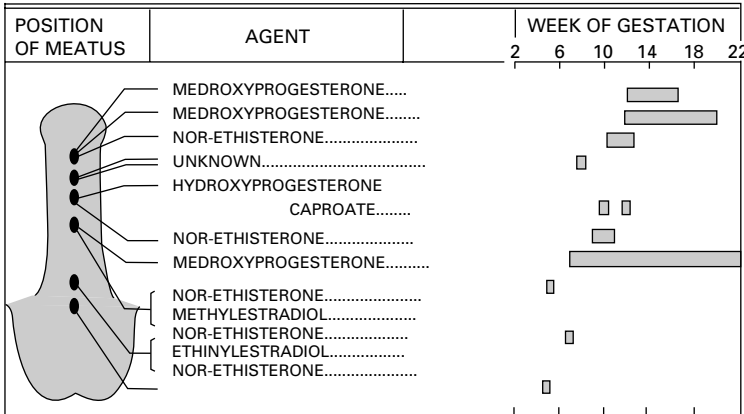 POSITION
OF MEATUS
AGENT
WEEK OF GESTATION
2 6 10 14 18 22
MEDROXYPROGESTERONE.....
MEDROXYPROGESTERONE........
NOR-ETHISTERONE.....................
UNKNOWN.....................................
HYDROXYPROGESTERONE
CAPROATE........
NOR-ETHISTERONE....................
MEDROXYPROGESTERONE..........
NOR-ETHISTERONE......................
METHYLESTRADIOL....................
NOR-ETHISTERONE...................
ETHINYLESTRADIOL.................
NOR-ETHISTERONE.....................